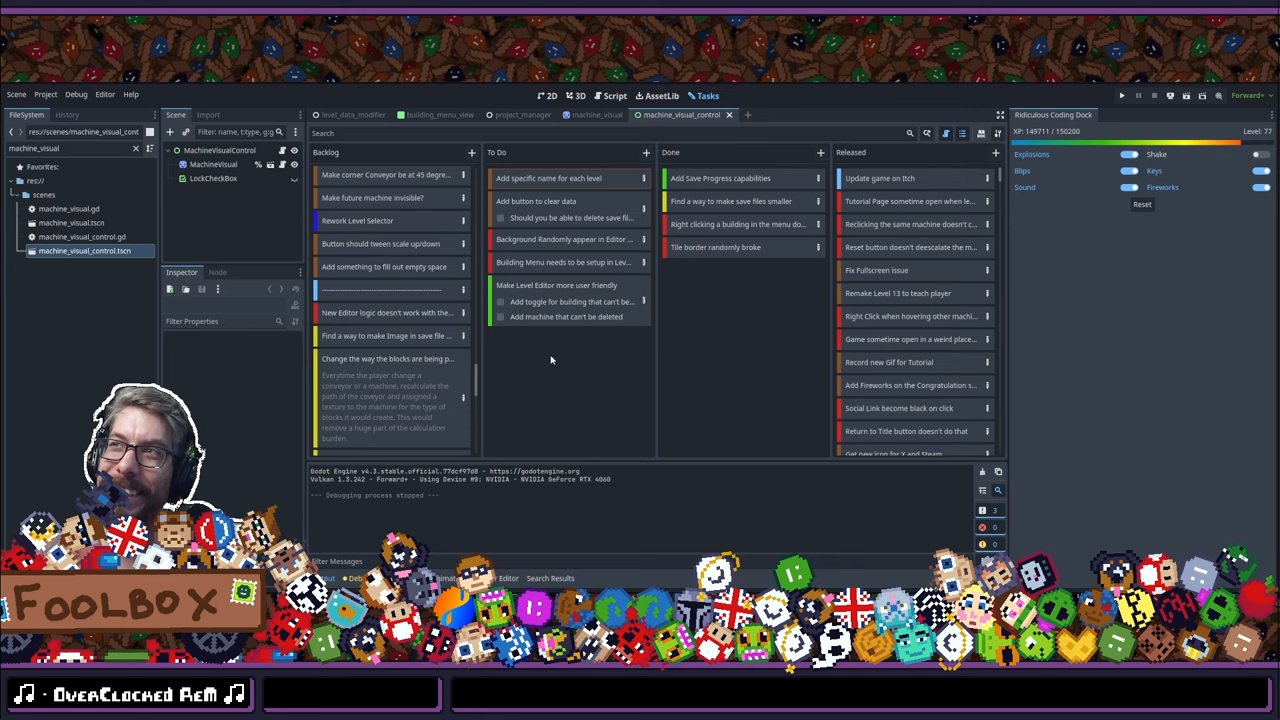 Scene Project Debug Editor Help
2D 3D Script AssetLib Tasks
Forward+
FileSystem History
Scene Import
level_data_modifier building_menu_view project_manager machine_visual machine_visual_control
Ridiculous Coding Dock
res://scenes/machine_visual_cont
Filter: name, t:type, g:g
Search
XP: 149711 / 150200 Level: 77
machine_visual
MachineVisualControl
Backlog
To Do
Done
Released
Explosions Shake
Favorites:
MachineVisual
Blips Keys
res://
LockCheckBox
Sound Fireworks
scenes
Reset
machine_visual.gd
machine_visual.tscn
machine_visual_control.gd
machine_visual_control.tscn
Inspector Node
Filter Properties
Make corner Conveyor be at 45 degre...
Make future machine invisible?
Rework Level Selector
Button should tween scale up/down
Add something to fill out empty space
New Editor logic doesn't work with the...
Find a way to make Image in save file ...
Change the way the blocks are being p...
Everytime the player change a
conveyor or a machine, recalculate
the path of the coveyor and assigned a
texture to the machine for the type of
blocks it would create. This would
remove a huge part of the calculation
burden.
Add specific name for each level
Add button to clear data
Should you be able to delete save fil...
Background Randomly appear in Editor ...
Building Menu needs to be setup in Lev...
Make Level Editor more user friendly
Add toggle for building that can't be...
Add machine that can't be deleted
Add Save Progress capabilities
Find a way to make save files smaller
Right clicking a building in the menu do...
Tile border randomly broke
Update game on Itch
Tutorial Page sometime open when le...
Reclicking the same machine doesn't c...
Reset button doesn't deescalate the m...
Fix Fullscreen issue
Remake Level 13 to teach player
Right Click when hovering other machi...
Game sometime open in a weird place...
Record new Gif for Tutorial
Add Fireworks on the Congratulation s...
Social Link become black on click
Return to Title button doesn't do that
Get new icon for X and Steam
Godot Engine v4.3.stable.official.77dcf97d8 - https://godotengine.org
Vulkan 1.3.242 - Forward+ - Using Device #0: NVIDIA - NVIDIA GeForce RTX 4060
--- Debugging process stopped ---
3
0
0
Filter Messages
Editor Search Results
FOOLBOX
♫ - OverClocked ReM ♫